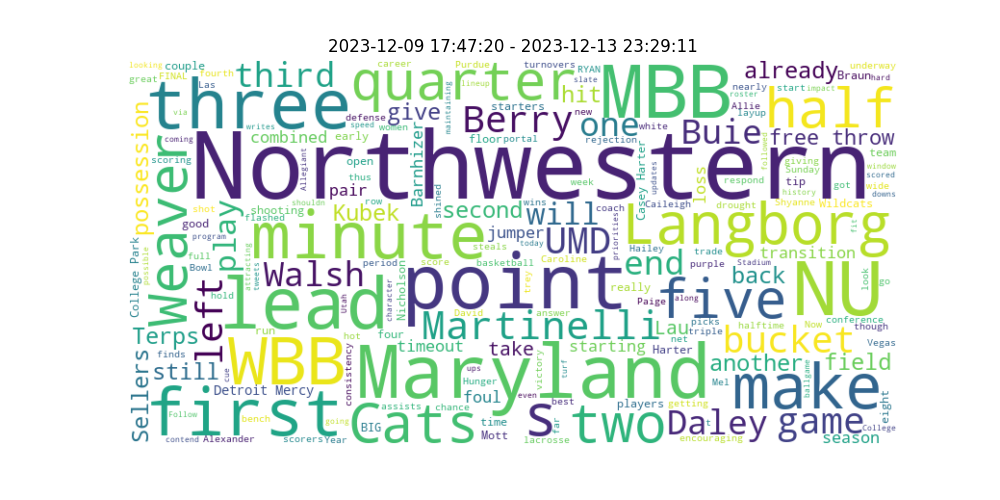 2023-12-09 17:47:20 - 2023-12-13 23:29:11
looking couple third quarter career turnovers RYAN MBB already underway
great FINAL fourth Las Purdue lineup slate nearly start impact Braun hard
three give hit roster half
via defense starters new Allie layup
possession writes speed women Berry one white Buie free throw
coming combined early floor portal rejection team
Weaver scoring Allegiant thus open Barnhizer maintaining Northwestern Casey Harter updates loss followed giving Sunday window scored
row week respond tip got wide downs
pair shouldn history
shot shooting Kubek second wins will coach priorities Caileigh drought Shyanne Wildcats
good flashed shined jumper today UMD Langborg fit
program play minute steals Hailey trade purple transition
College Park full period score basketball Caroline end Stadium
possible Bowl attracting tweets Walsh Nicholson point trey really back look go
hold left lead Utah character Paige along five NU conference
Terps run hot four David answer Martinelli Lau net picks triple halftime Now though
finds cue timeout take starting Harter bucket Vegas
Sellers still WBB consistency Maryland victory turf another field
Detroit Mercy ups Hunger foul even best players Mel make ballgame eight
first Follow bench going assists chance far s two getting Daley game College
contend Alexander scorers Year BIG Cats time Mott lacrosse encouraging season